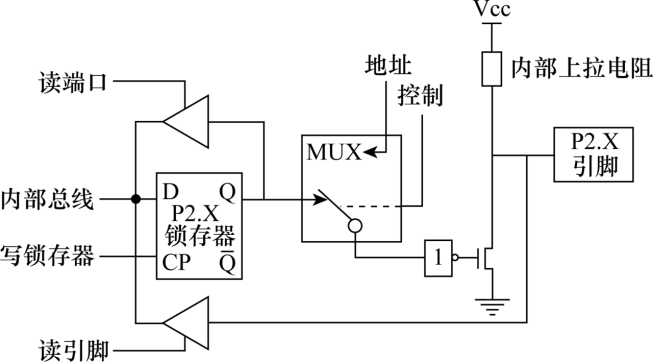 Vcc
内部上拉电阻
读端口
地址
控制
MUX
P2.X
引脚
内部总线
D
Q
P2.X
锁存器
写锁存器
CP
Q̅
1
读引脚